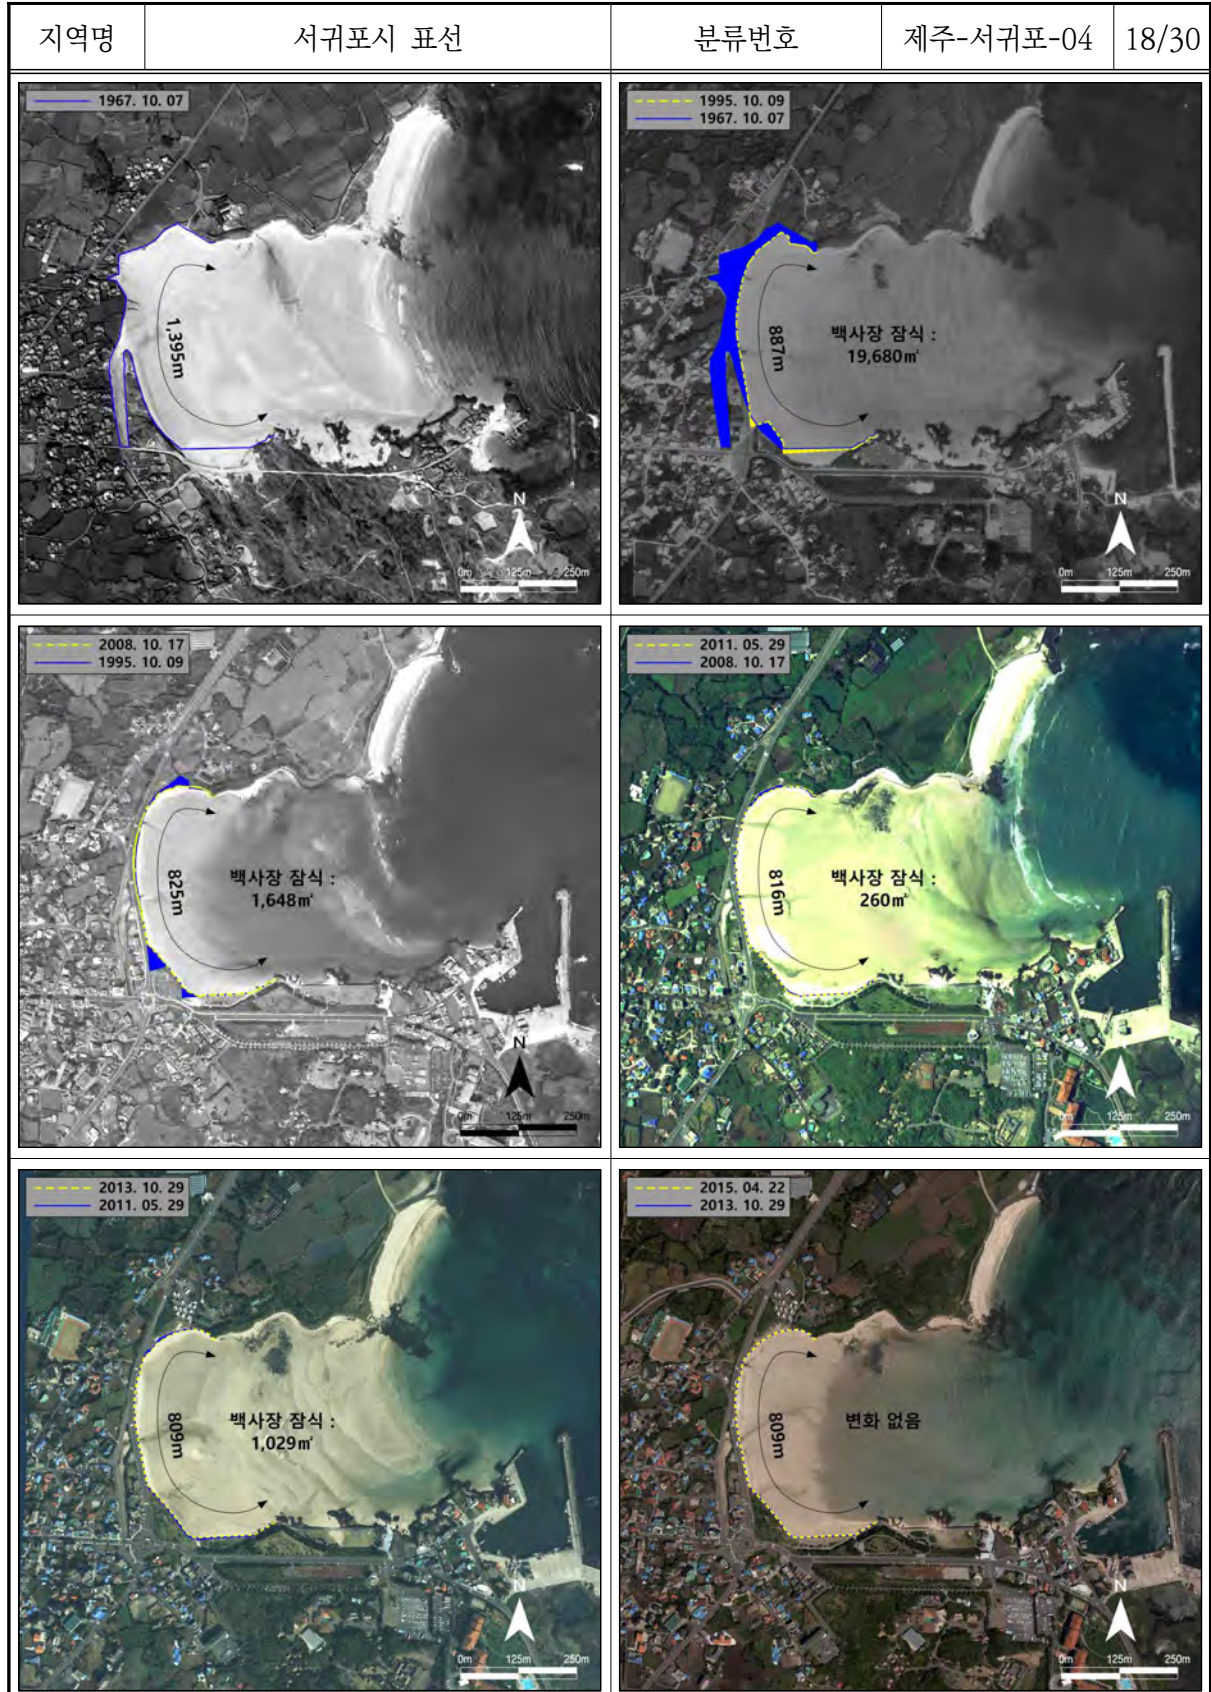 지역명 서귀포시 표선 분류번호 제주-서귀포-04 18/30
1967. 10. 07
1,395m
N
0m 125m 250m
1995. 10. 09
1967. 10. 07
887m
백사장 잠식 :
19,680㎡
N
0m 125m 250m
2008. 10. 17
1995. 10. 09
825m
백사장 잠식 :
1,648㎡
N
0m 125m 250m
2011. 05. 29
2008. 10. 17
816m
백사장 잠식 :
260㎡
N
0m 125m 250m
2013. 10. 29
2011. 05. 29
809m
백사장 잠식 :
1,029㎡
N
0m 125m 250m
2015. 04. 22
2013. 10. 29
809m
변화 없음
N
0m 125m 250m